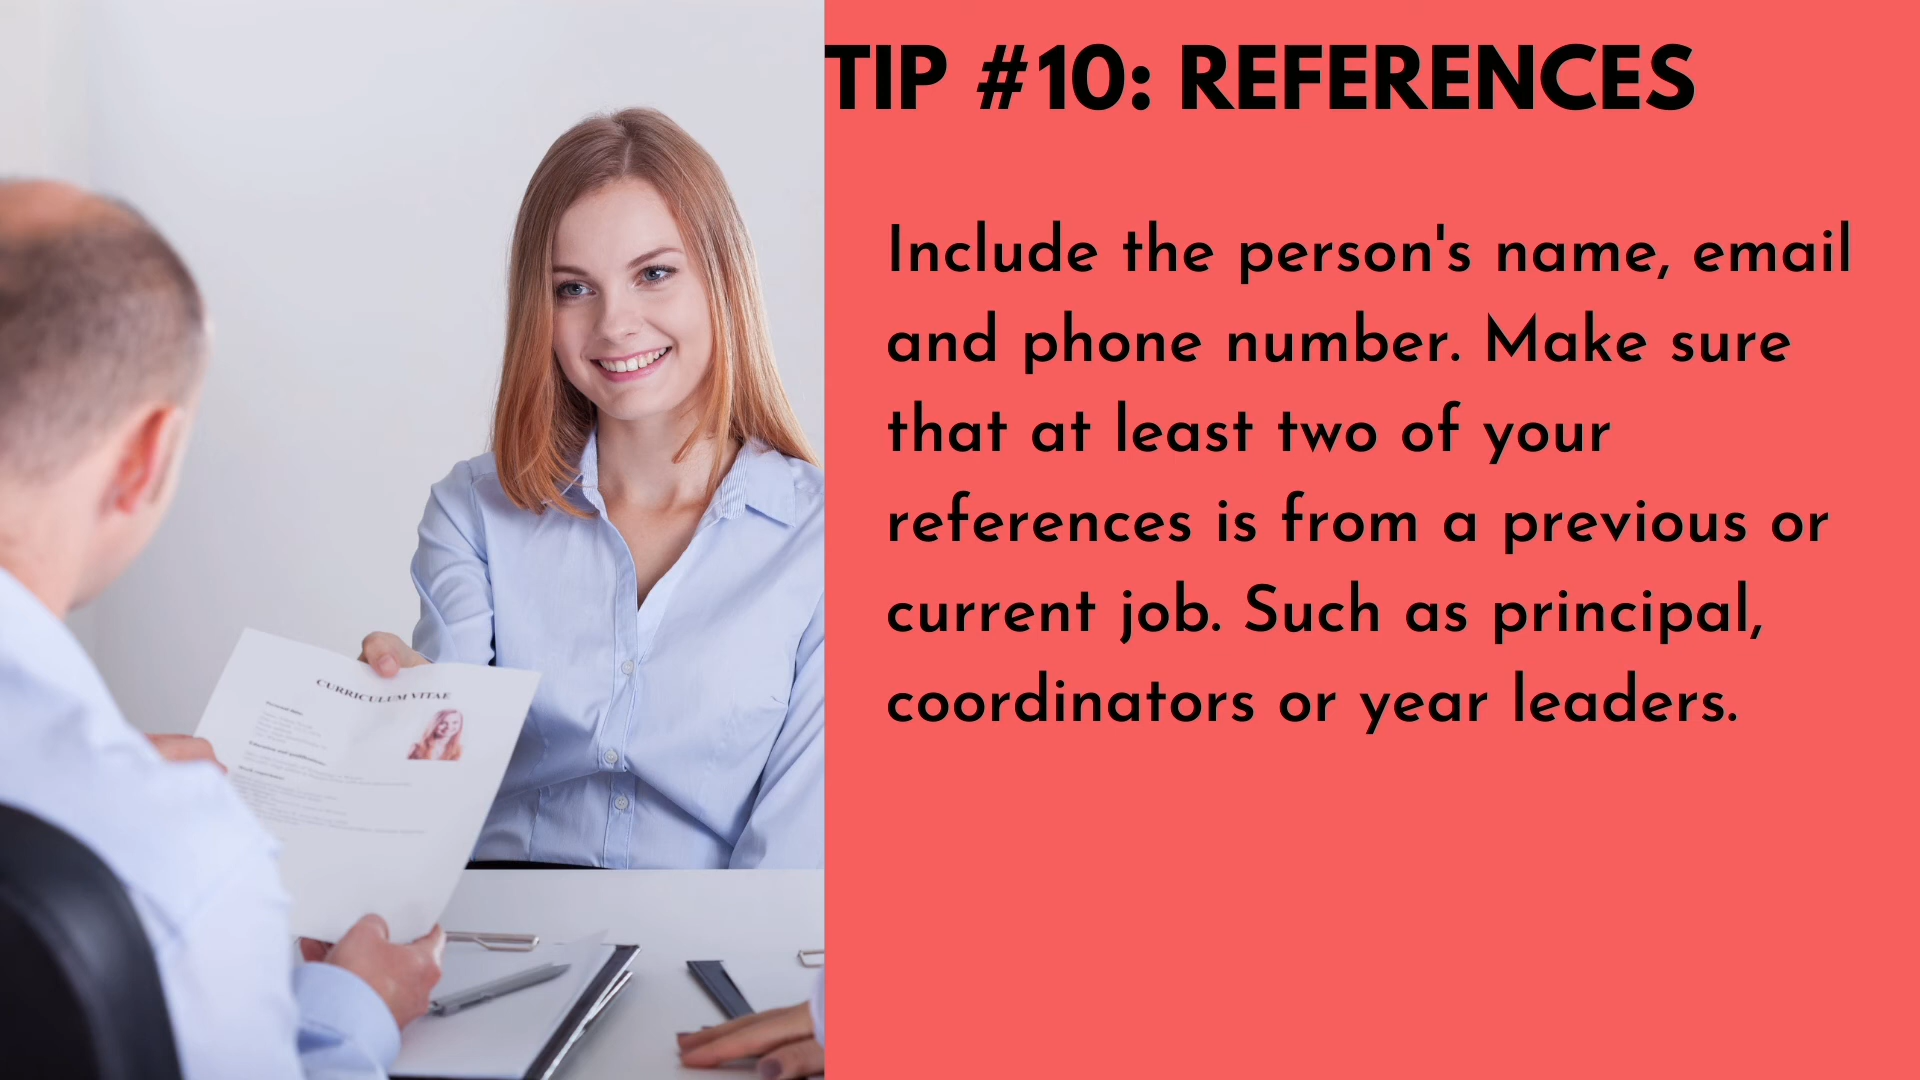 TIP #10: REFERENCES
Include the person's name, email
and phone number. Make sure
that at least two of your
references is from a previous or
current job. Such as principal,
coordinators or year leaders.
CURRICULUM VITAE